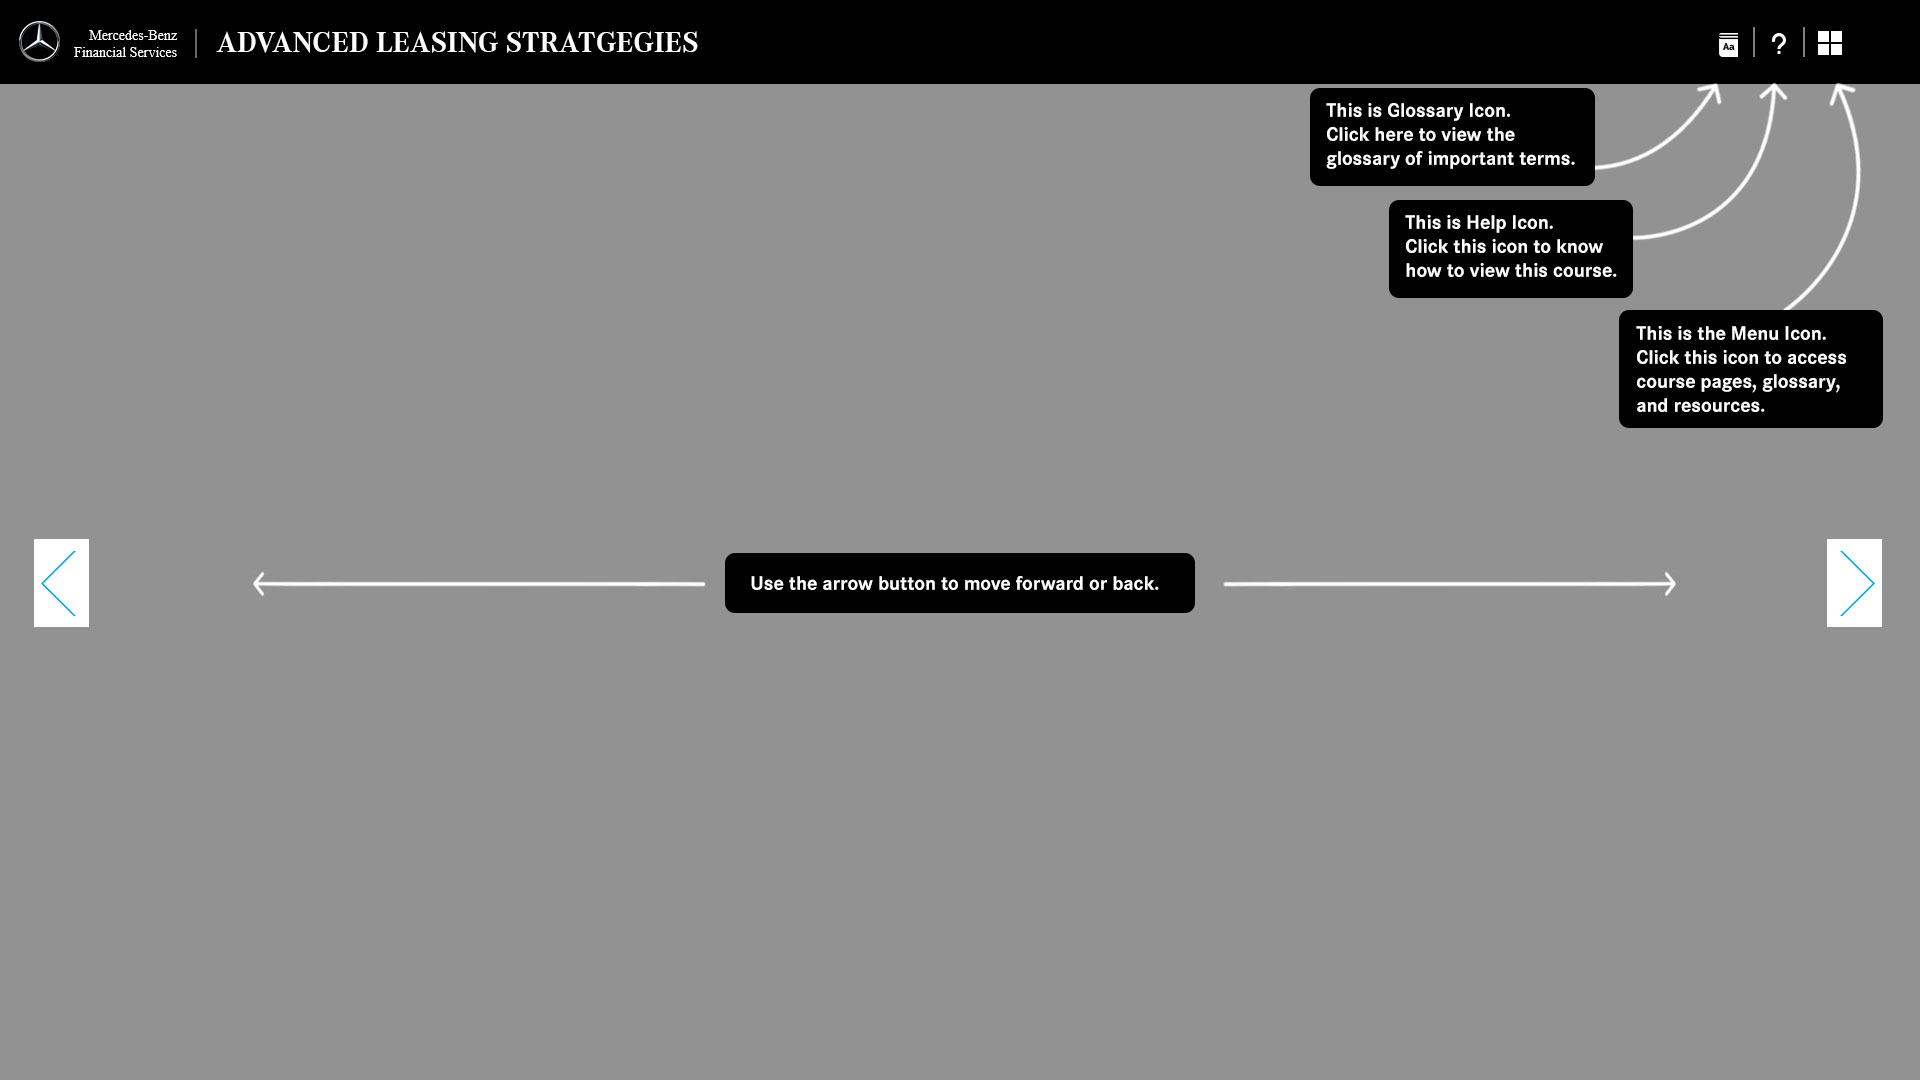 Mercedes-Benz
Financial Services
ADVANCED LEASING STRATGEGIES
Aa
?
This is Glossary Icon.
Click here to view the
glossary of important terms.
This is Help Icon.
Click this icon to know
how to view this course.
This is the Menu Icon.
Click this icon to access
course pages, glossary,
and resources.
Use the arrow button to move forward or back.